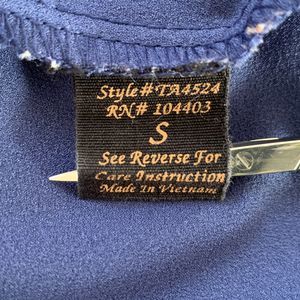 Style#TA4524
RN# 104403
S
See Reverse For
Care Instruction
Made In Vietnam